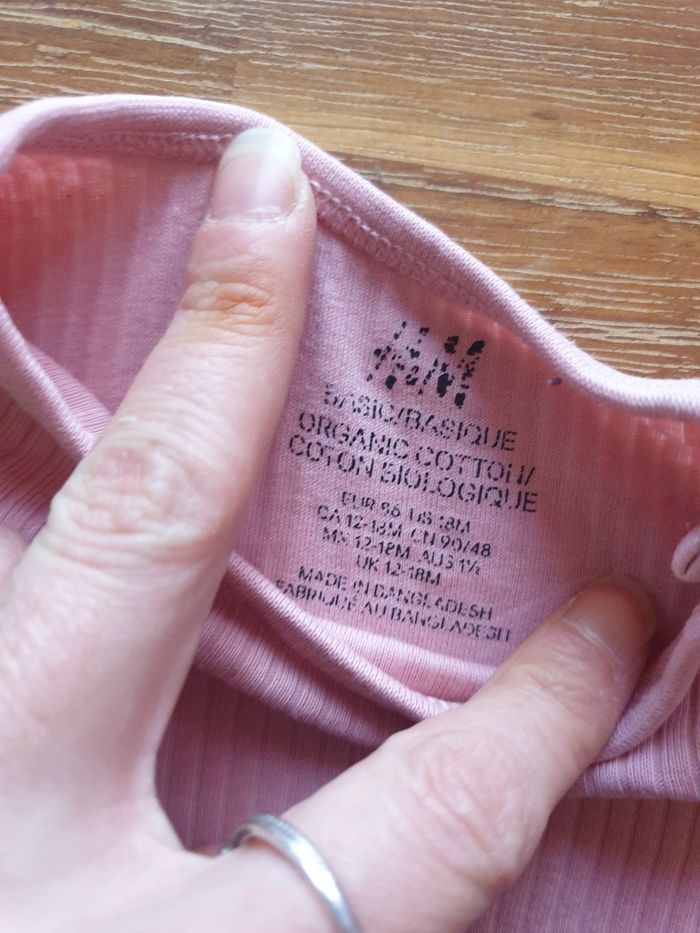 H&M
BASIC/BASIQUE
ORGANIC COTTON/
COTON BIOLOGIQUE
EUR 86 US 18M
CA 12-18M CN 90/48
MX 12-18M AUS 1½
UK 12-18M
MADE IN BANGLADESH
FABRIQUE AU BANGLADESH